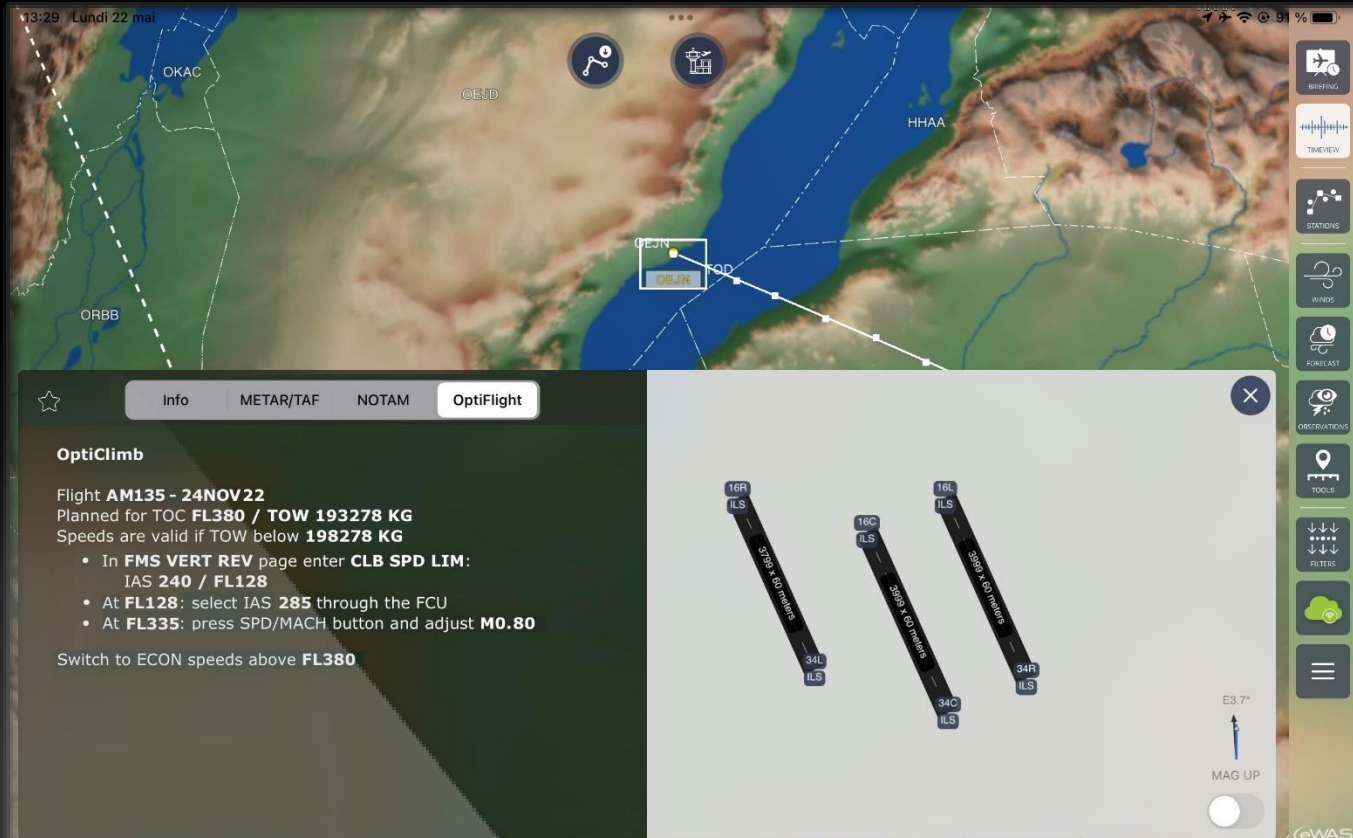 13:29 Lundi 22 mai
91 %
OKAC
OEJD
HHAA
ORBB
OEJN
OEJN
TOD
BRIEFING
TIMEVIEW
STATIONS
WINDS
FORECAST
OBSERVATIONS
TOOLS
FILTERS
Info
METAR/TAF
NOTAM
OptiFlight
OptiClimb
Flight AM135 - 24NOV22
Planned for TOC FL380 / TOW 193278 KG
Speeds are valid if TOW below 198278 KG
• In FMS VERT REV page enter CLB SPD LIM:
IAS 240 / FL128
• At FL128: select IAS 285 through the FCU
• At FL335: press SPD/MACH button and adjust M0.80
Switch to ECON speeds above FL380
16R
ILS
3799 x 60 meters
34L
ILS
16C
ILS
3999 x 60 meters
34C
ILS
16L
ILS
3999 x 60 meters
34R
ILS
E3.7°
MAG UP
eWAS